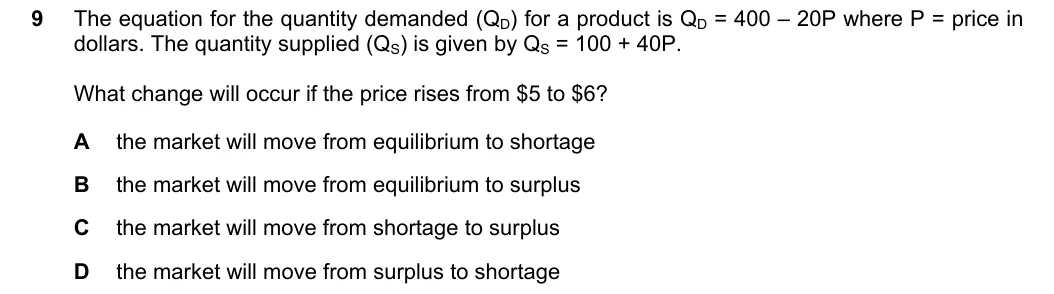 9 The equation for the quantity demanded (QD) for a product is QD = 400 – 20P where P = price in
dollars. The quantity supplied (QS) is given by QS = 100 + 40P.
What change will occur if the price rises from $5 to $6?
A the market will move from equilibrium to shortage
B the market will move from equilibrium to surplus
C the market will move from shortage to surplus
D the market will move from surplus to shortage